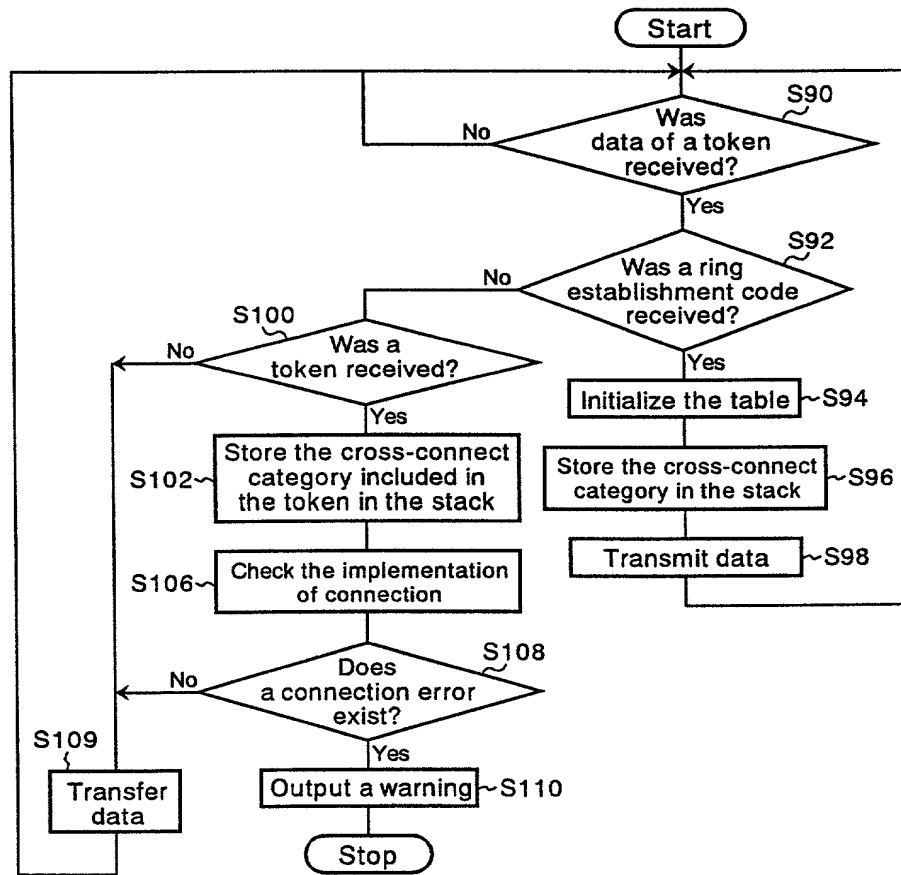 Start
S90
Was
data of a token
received?
No
Yes
S92
Was a ring
establishment code
received?
No
Yes
S100
Was a
token received?
No
Yes
Initialize the table
S94
Store the cross-connect
category included in
the token in the stack
S102
Store the cross-connect
category in the stack
S96
Transmit data
S98
S106
Check the implementation
of connection
S108
Does
a connection error
exist?
No
Yes
S109
Transfer
data
Output a warning
S110
Stop